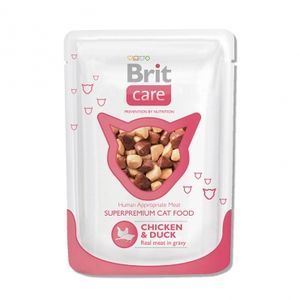 Brit
care
PREVENTION BY NUTRITION
Human Appropriate Meat
SUPERPREMIUM CAT FOOD
CHICKEN
& DUCK
Real meat in gravy